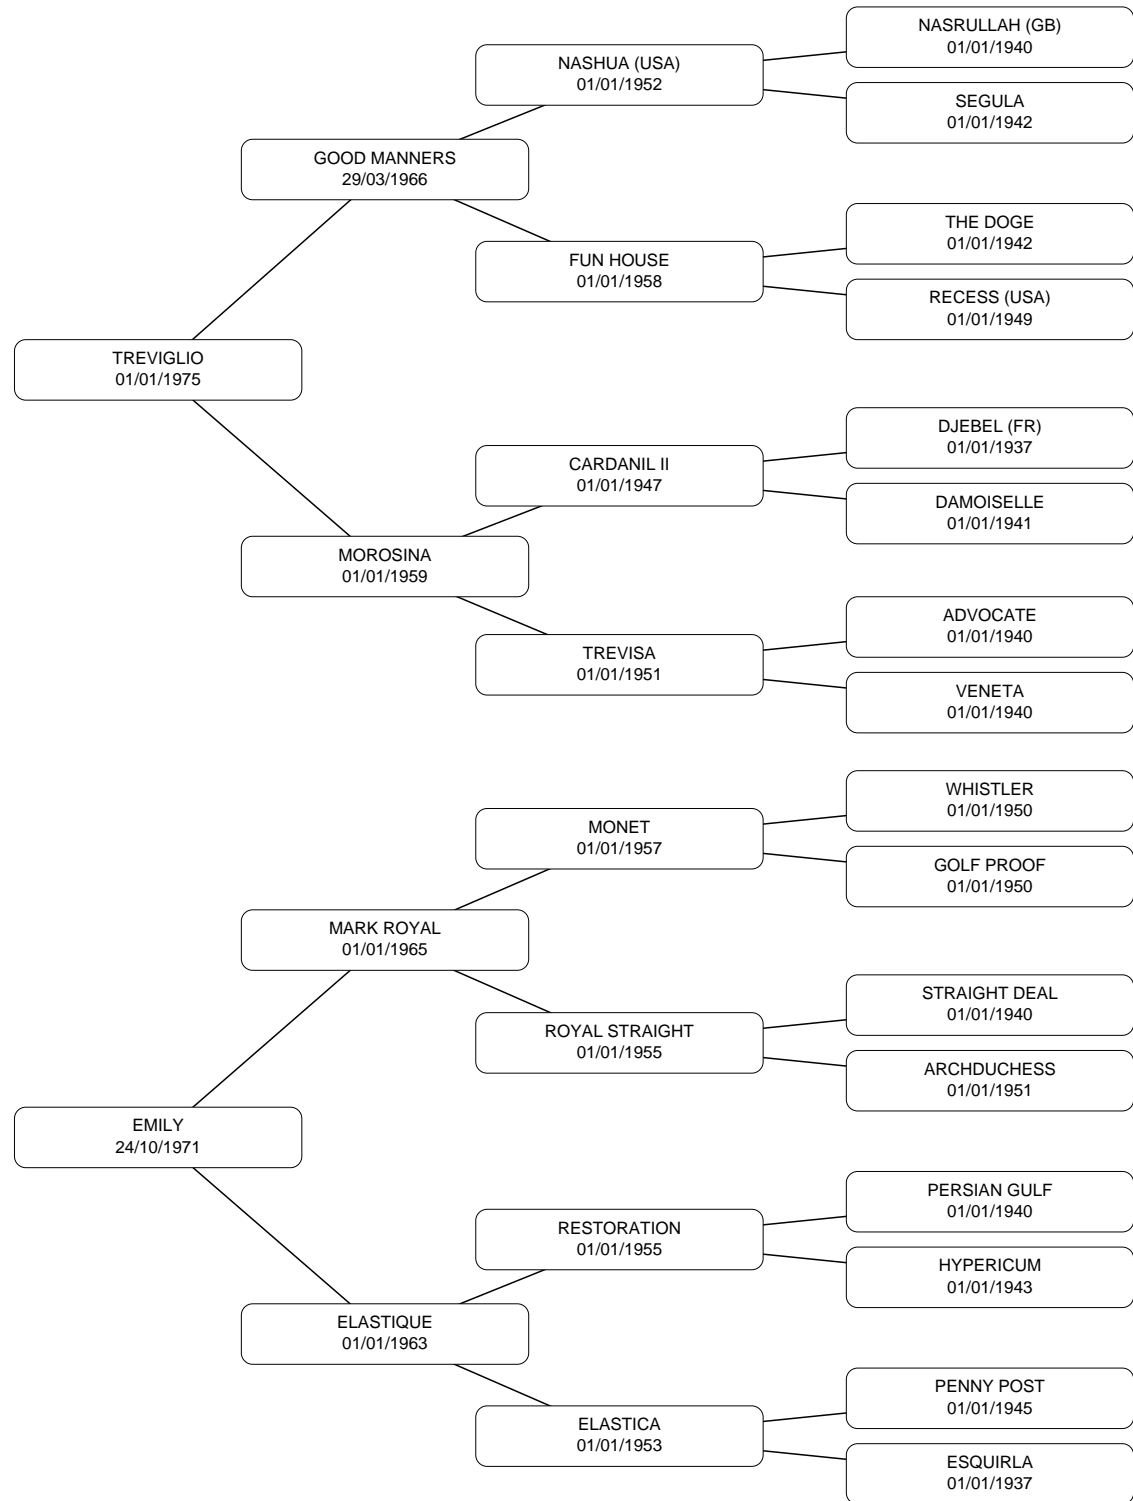 NASRULLAH (GB)
01/01/1940
NASHUA (USA)
01/01/1952
SEGULA
01/01/1942
GOOD MANNERS
29/03/1966
THE DOGE
01/01/1942
FUN HOUSE
01/01/1958
RECESS (USA)
01/01/1949
TREVIGLIO
01/01/1975
DJEBEL (FR)
01/01/1937
CARDANIL II
01/01/1947
DAMOISELLE
01/01/1941
MOROSINA
01/01/1959
ADVOCATE
01/01/1940
TREVISA
01/01/1951
VENETA
01/01/1940
WHISTLER
01/01/1950
MONET
01/01/1957
GOLF PROOF
01/01/1950
MARK ROYAL
01/01/1965
STRAIGHT DEAL
01/01/1940
ROYAL STRAIGHT
01/01/1955
ARCHDUCHESS
01/01/1951
EMILY
24/10/1971
PERSIAN GULF
01/01/1940
RESTORATION
01/01/1955
HYPERICUM
01/01/1943
ELASTIQUE
01/01/1963
PENNY POST
01/01/1945
ELASTICA
01/01/1953
ESQUIRLA
01/01/1937